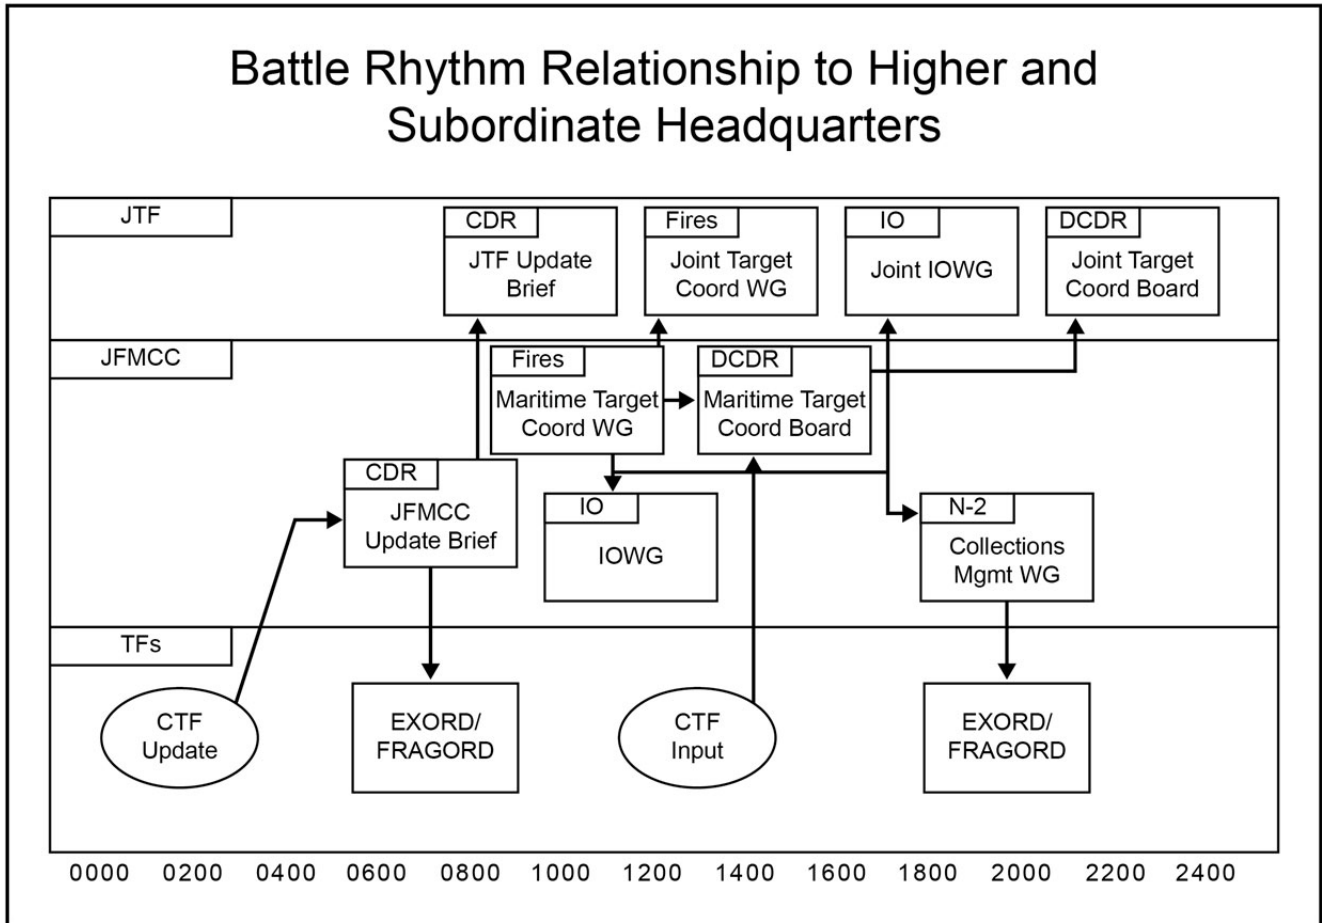 Battle Rhythm Relationship to Higher and
Subordinate Headquarters
JTF
CDR
JTF Update
Brief
Fires
Joint Target
Coord WG
IO
Joint IOWG
DCDR
Joint Target
Coord Board
JFMCC
Fires
Maritime Target
Coord WG
DCDR
Maritime Target
Coord Board
CDR
JFMCC
Update Brief
IO
IOWG
N-2
Collections
Mgmt WG
TFs
CTF
Update
EXORD/
FRAGORD
CTF
Input
EXORD/
FRAGORD
0000 0200 0400 0600 0800 1000 1200 1400 1600 1800 2000 2200 2400